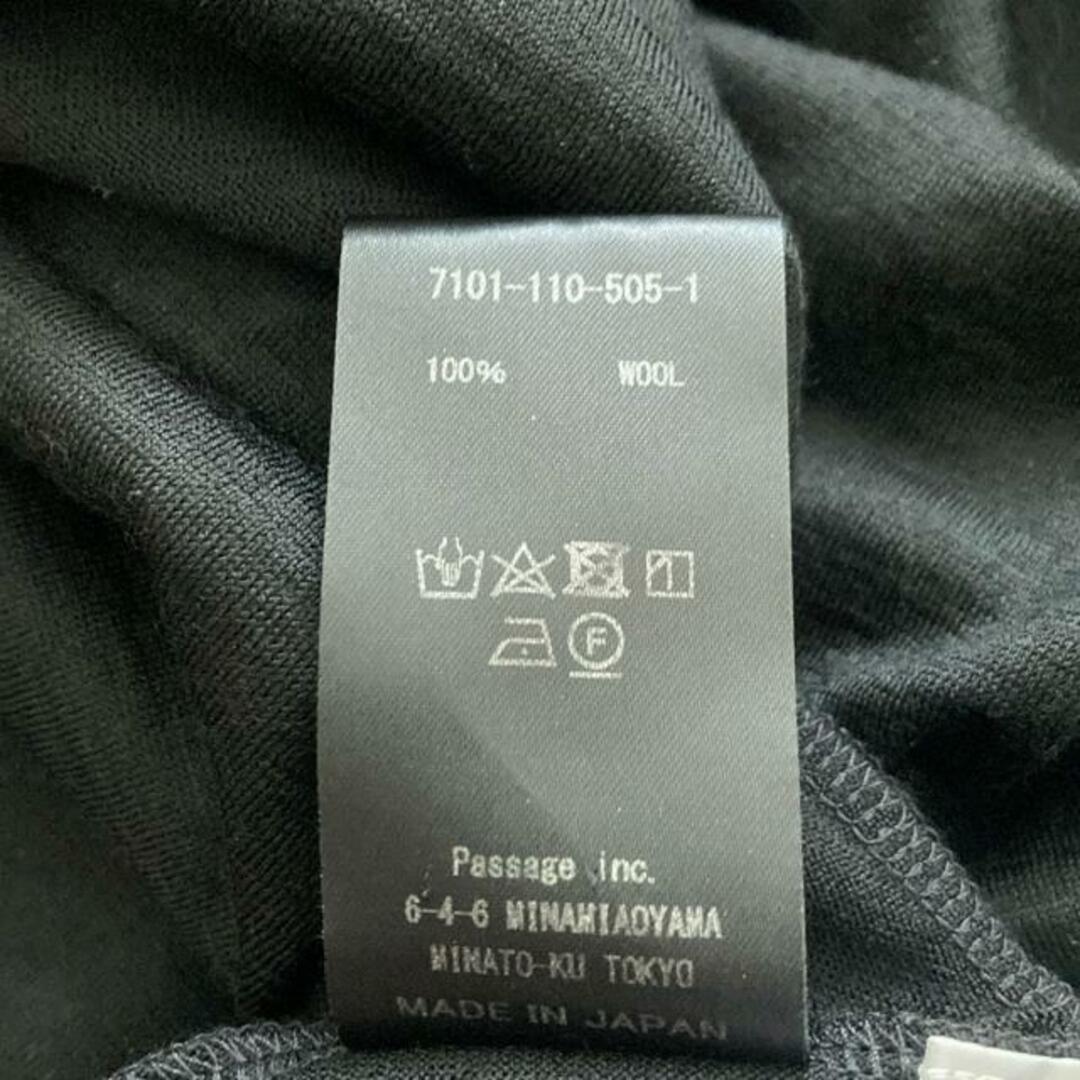 7101-110-505-1
100% WOOL
F
Passage inc.
6-4-6 MINAMIAOYAMA
MINATO-KU TOKYO
MADE IN JAPAN